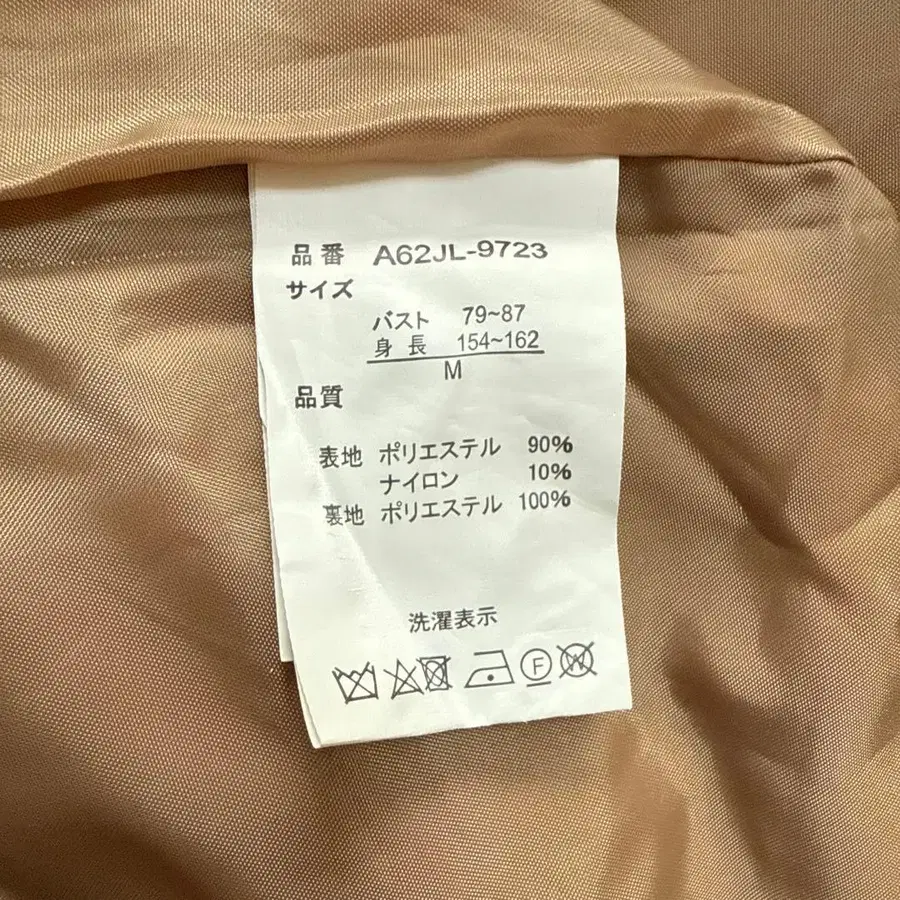 品番 A62JL-9723
サイズ
バスト 79~87
身長 154~162
M
品質
表地 ポリエステル 90%
ナイロン 10%
裏地 ポリエステル 100%
洗濯表示
F W